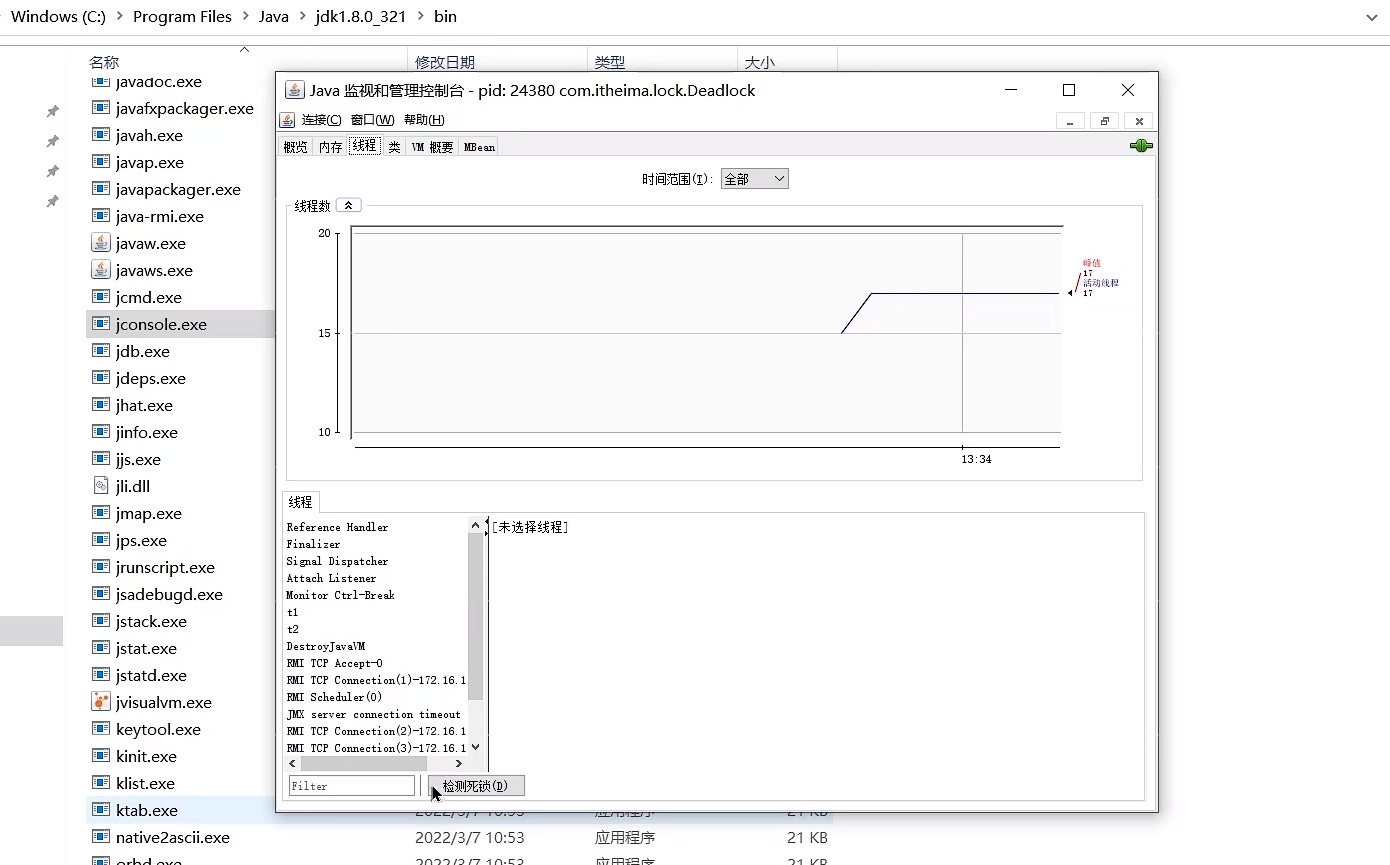 Windows (C:) > Program Files > Java > jdk1.8.0_321 > bin
名称 修改日期 类型 大小
javadoc.exe
javafxpackager.exe
javah.exe
javap.exe
javapackager.exe
java-rmi.exe
javaw.exe
javaws.exe
jcmd.exe
jconsole.exe
jdb.exe
jdeps.exe
jhat.exe
jinfo.exe
jjs.exe
jli.dll
jmap.exe
jps.exe
jrunscript.exe
jsadebugd.exe
jstack.exe
jstat.exe
jstatd.exe
jvisualvm.exe
keytool.exe
kinit.exe
klist.exe
ktab.exe 2022/3/7 10:53 应用程序 21 KB
native2ascii.exe 2022/3/7 10:53 应用程序 21 KB
orbd.exe 2022/3/7 10:53 应用程序 21 KB
Java 监视和管理控制台 - pid: 24380 com.itheima.lock.Deadlock
连接(C) 窗口(W) 帮助(H)
概览 内存 线程 类 VM 概要 MBean
时间范围(T): 全部
线程数
20
15
10
峰值
17
活动线程
17
13:34
线程
Reference Handler
Finalizer
Signal Dispatcher
Attach Listener
Monitor Ctrl-Break
t1
t2
DestroyJavaVM
RMI TCP Accept-0
RMI TCP Connection(1)-172.16.1
RMI Scheduler(0)
JMX server connection timeout
RMI TCP Connection(2)-172.16.1
RMI TCP Connection(3)-172.16.1
[未选择线程]
Filter
检测死锁(D)